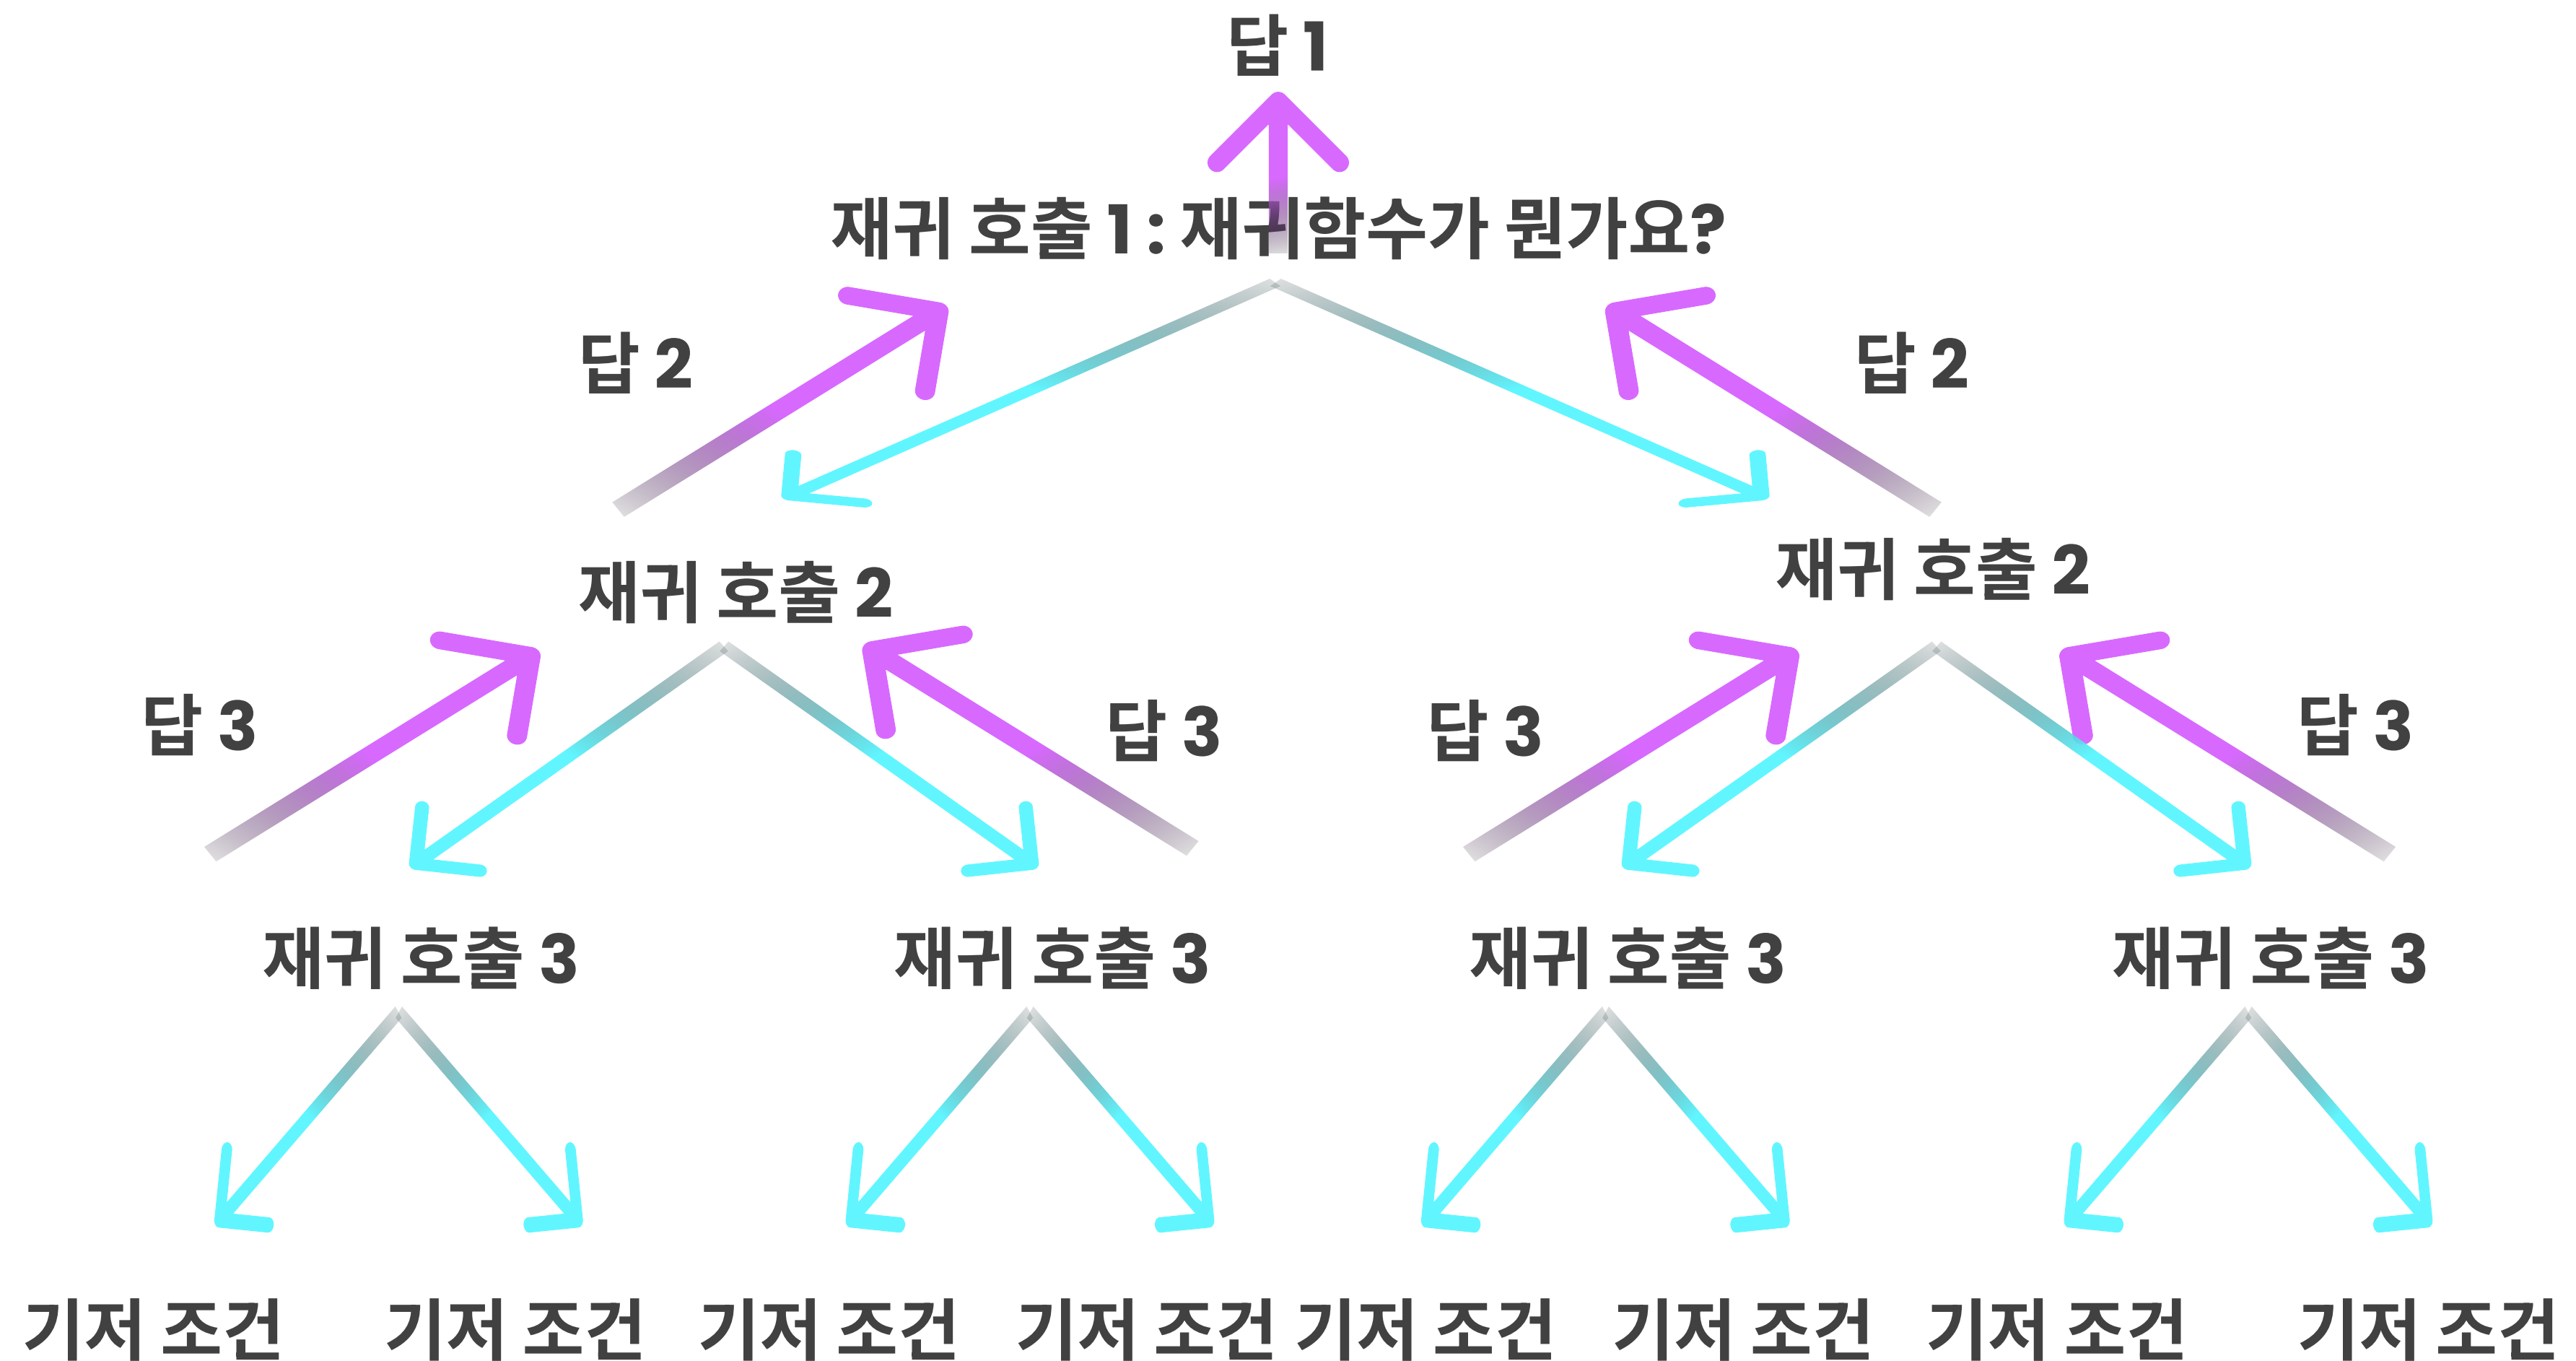 답 1
재귀 호출 1 : 재귀함수가 뭔가요?
답 2
답 2
재귀 호출 2
재귀 호출 2
답 3
답 3
답 3
답 3
재귀 호출 3
재귀 호출 3
재귀 호출 3
재귀 호출 3
기저 조건
기저 조건
기저 조건
기저 조건
기저 조건
기저 조건
기저 조건
기저 조건